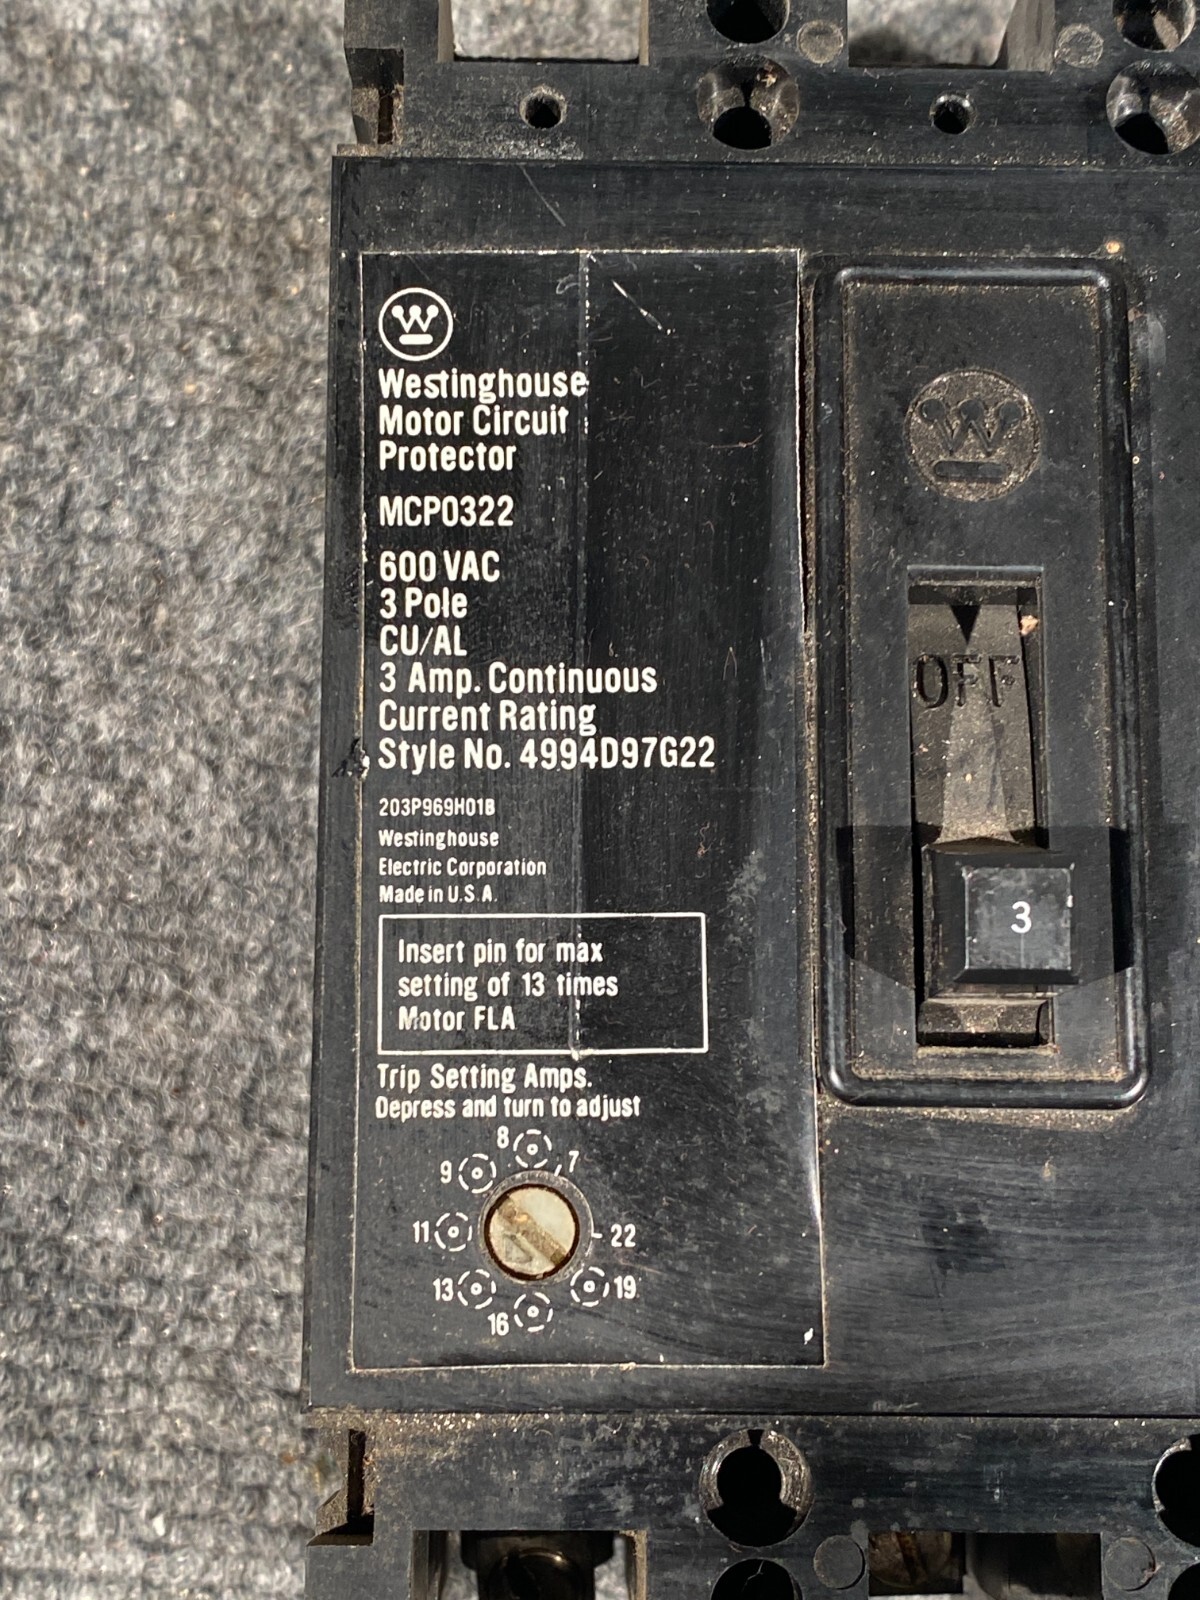 W
Westinghouse
Motor Circuit
Protector
MCP0322
600 VAC
3 Pole
CU/AL
3 Amp. Continuous
Current Rating
Style No. 4994D97G22
203P969H01B
Westinghouse
Electric Corporation
Made in U.S.A.
Insert pin for max
setting of 13 times
Motor FLA
Trip Setting Amps.
Depress and turn to adjust
8
7
9
11
22
13
19
16
W
OFF
3